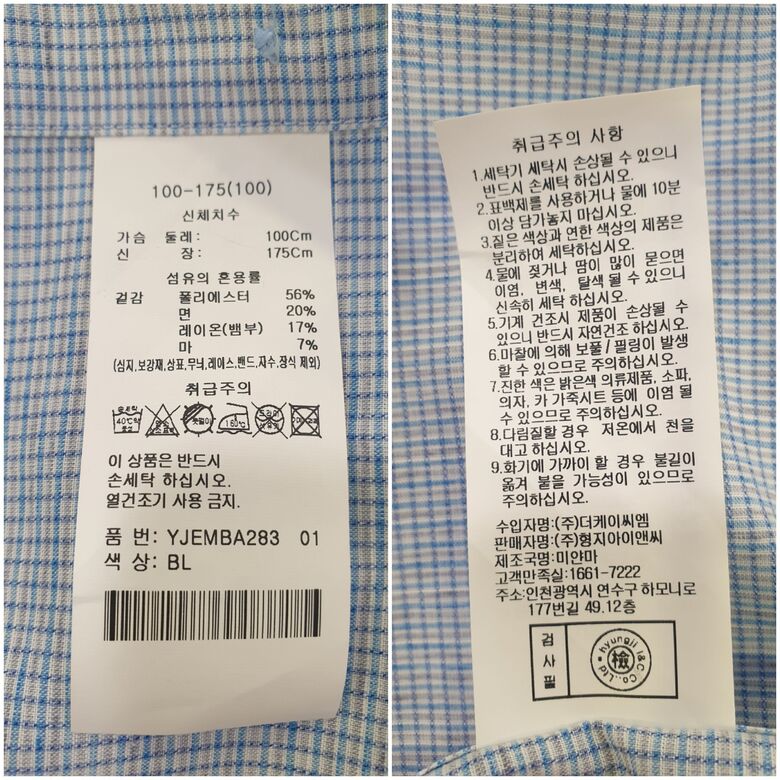 100-175(100)
신체치수
가슴 둘레: 100Cm
신 장: 175Cm
섬유의 혼용률
겉감 폴리에스터 56%
면 20%
레이온(뱀부) 17%
마 7%
(심지,보강재,상표,무늬,레이스,밴드,자수,장식 제외)
취급주의
40℃약
160℃
이 상품은 반드시
손세탁 하십시오.
열건조기 사용 금지.
품 번: YJEMBA283 01
색 상: BL
취급주의 사항
1.세탁기 세탁시 손상될 수 있으니
반드시 손세탁 하십시오.
2.표백제를 사용하거나 물에 10분
이상 담가놓지 마십시오.
3.짙은 색상과 연한 색상의 제품은
분리하여 세탁하십시오.
4.물에 젖거나 땀이 많이 묻으면
이염, 변색, 탈색 될 수 있으니
신속히 세탁 하십시오.
5.기계 건조시 제품이 손상될 수
있으니 반드시 자연건조 하십시오.
6.마찰에 의해 보풀/필링이 발생
할 수 있으므로 주의하십시오.
7.진한 색은 밝은색 의류제품, 소파,
의자, 카 가죽시트 등에 이염 될
수 있으므로 주의하십시오.
8.다림질할 경우 저온에서 천을
대고 하십시오.
9.화기에 가까이 할 경우 불길이
옮겨 붙을 가능성이 있으므로
주의하십시오.
수입자명:(주)더케이씨엠
판매자명:(주)형지아이앤씨
제조국명:미얀마
고객만족실:1661-7222
주소:인천광역시 연수구 하모니로
177번길 49.12층
검사필
hyungji I&C Co.,Ltd
檢